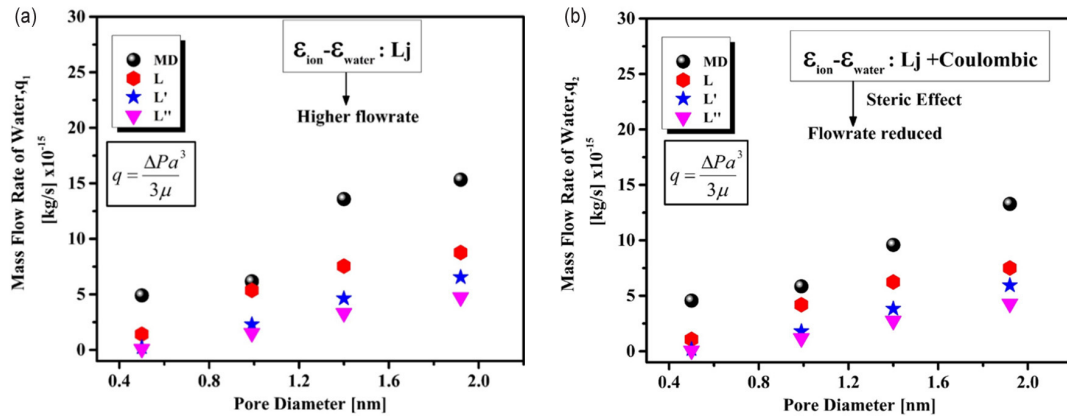 (a)
30
25
20
15
10
5
0
Mass Flow Rate of Water,q₁
[kg/s] x10⁻¹⁵
MD
L
L'
L''
q = ΔPa³ / 3μ
εion-εwater : Lj
Higher flowrate
0.4 0.8 1.2 1.6 2.0
Pore Diameter [nm]
(b)
30
25
20
15
10
5
0
Mass Flow Rate of Water,q₂
[kg/s] x10⁻¹⁵
MD
L
L'
L''
q = ΔPa³ / 3μ
εion-εwater : Lj +Coulombic
Steric Effect
Flowrate reduced
0.4 0.8 1.2 1.6 2.0
Pore Diameter [nm]